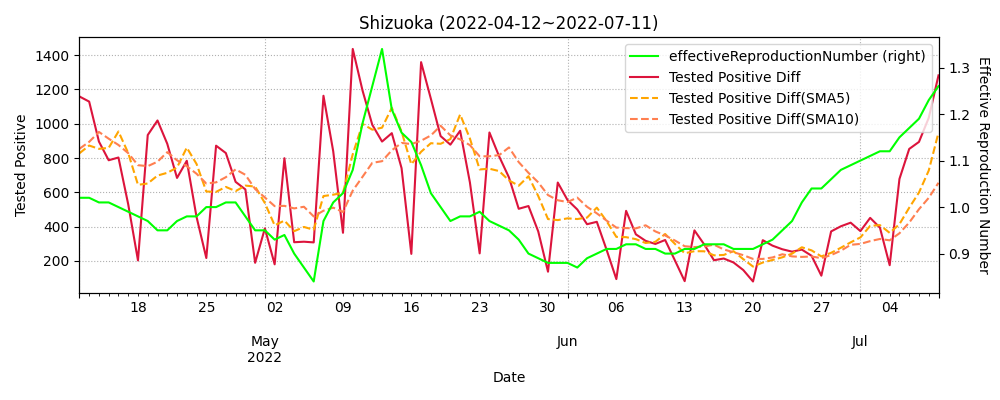 Shizuoka (2022-04-12~2022-07-11)
effectiveReproductionNumber (right)
Tested Positive Diff
Tested Positive Diff(SMA5)
Tested Positive Diff(SMA10)
Tested Positive
1400
1200
1000
800
600
400
200
1.3
1.2
1.1
1.0
0.9
Effective Reproduction Number
18 25 02 09 16 23 30 06 13 20 27 04
May Jun Jul
2022
Date